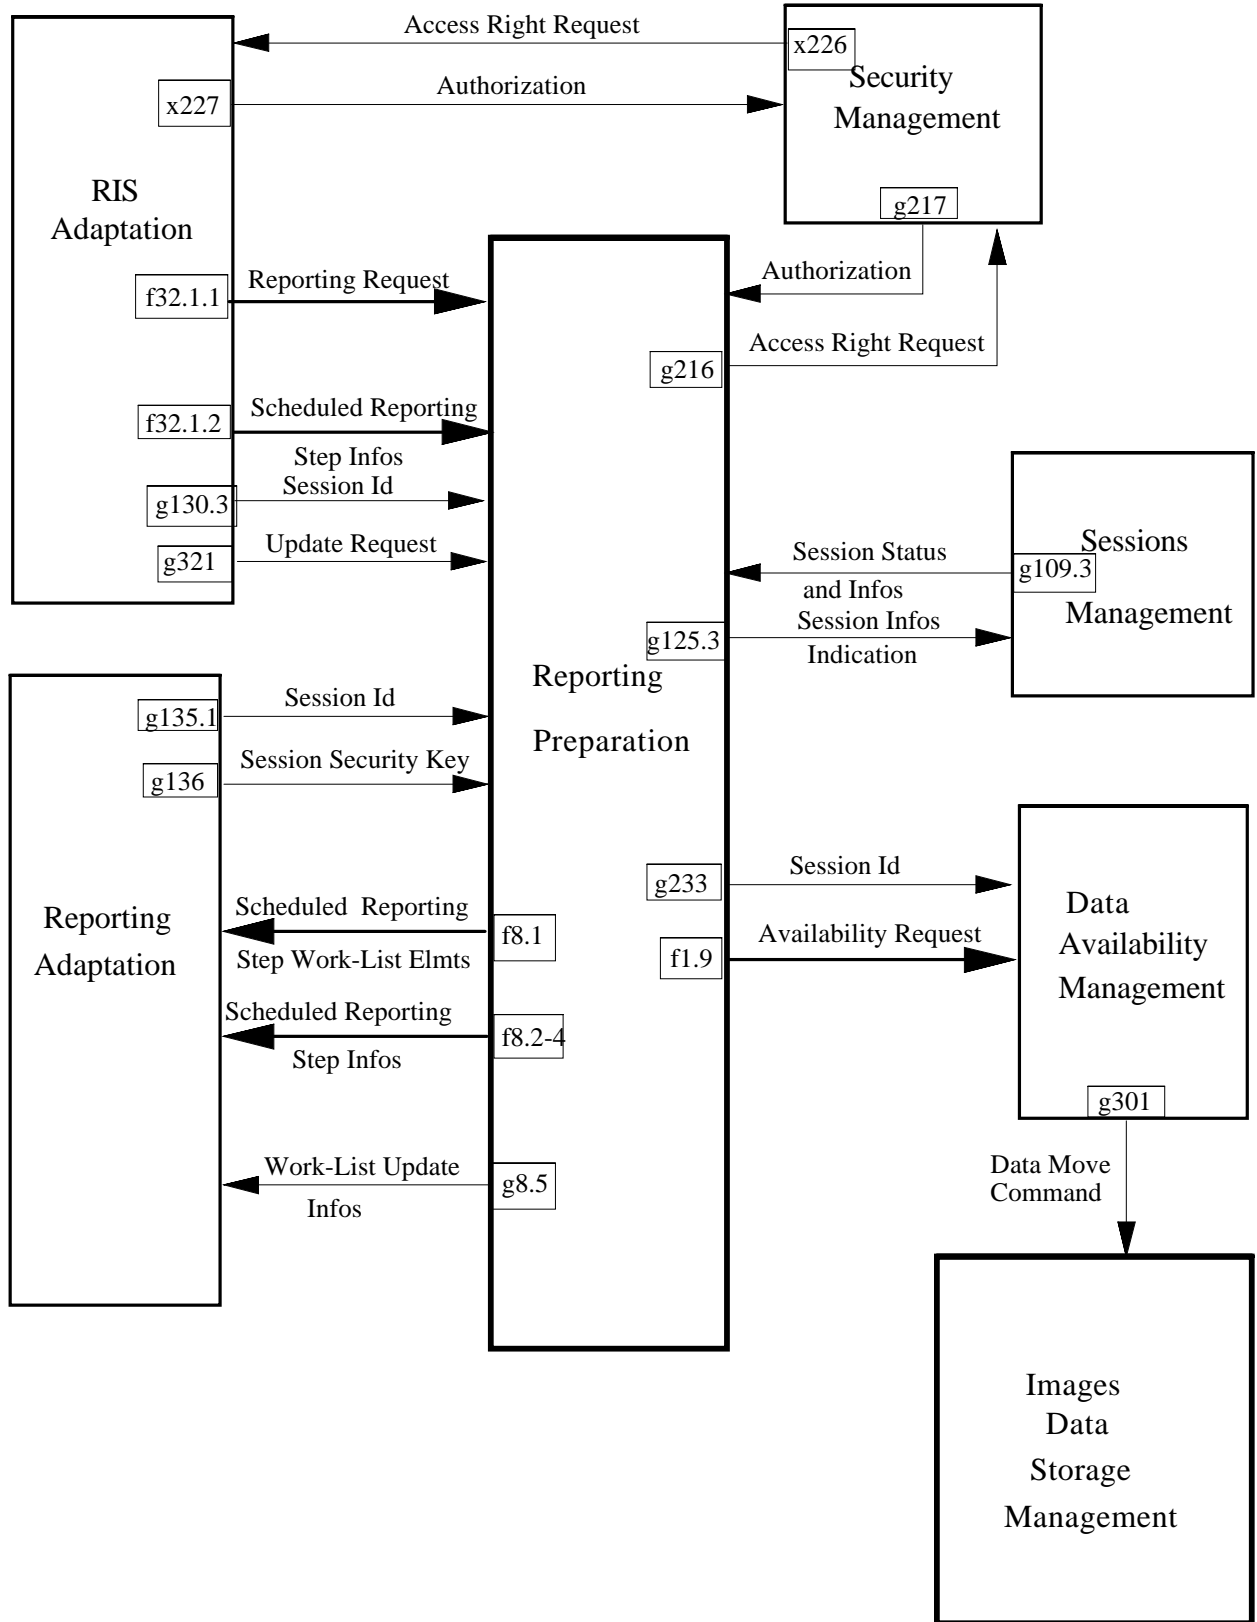 Access Right Request
x226
Security
Management
Authorization
x227
RIS
Adaptation
g217
Authorization
f32.1.1
Reporting Request
g216
Access Right Request
f32.1.2
Scheduled Reporting
Step Infos
g130.3
Session Id
g321
Update Request
Sessions
Management
Session Status
and Infos
g109.3
g125.3
Session Infos
Indication
Reporting
Preparation
g135.1
Session Id
g136
Session Security Key
g233
Session Id
Reporting
Adaptation
Scheduled Reporting
Step Work-List Elmts
f8.1
f1.9
Availability Request
Data
Availability
Management
Scheduled Reporting
Step Infos
f8.2-4
g301
Work-List Update
Infos
g8.5
Data Move
Command
Images
Data
Storage
Management